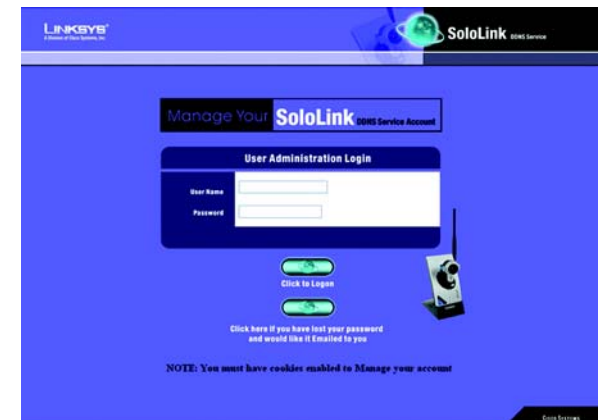 LINKSYS®
A Division of Cisco Systems, Inc.
SoloLink DDNS Service
Manage Your SoloLink DDNS Service Account
User Administration Login
User Name
Password
Click to Logon
Click here if you have lost your password
and would like it Emailed to you
NOTE: You must have cookies enabled to Manage your account
Cisco Systems